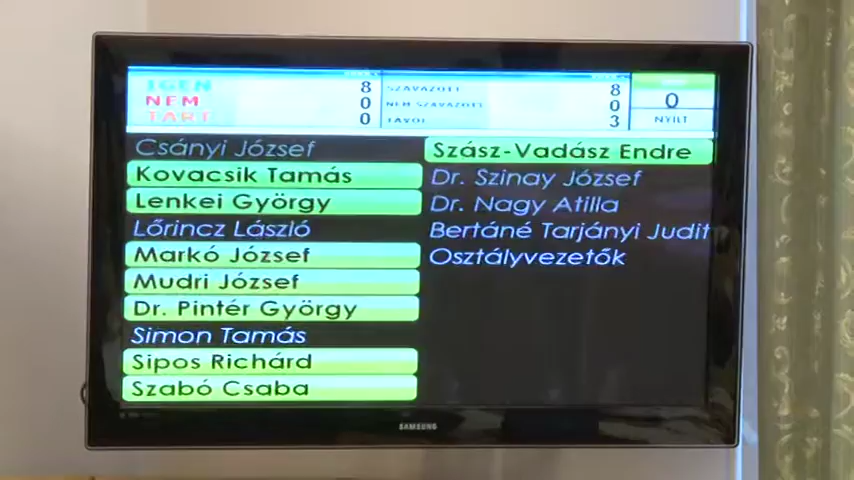 IGEN 8
NEM 0
TART 0
SZAVAZOTT 8
NEM SZAVAZOTT 0
TÁVOL 3
0
NYÍLT
Csányi József
Kovacsik Tamás
Lenkei György
Lőrincz László
Markó József
Mudri József
Dr. Pintér György
Simon Tamás
Sipos Richárd
Szabó Csaba
Szász-Vadász Endre
Dr. Szinay József
Dr. Nagy Atilla
Bertáné Tarjányi Judit
Osztályvezetők
SAMSUNG